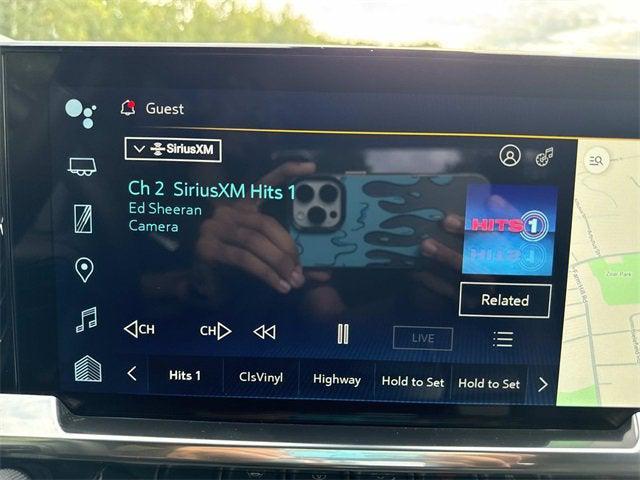 Guest
SiriusXM
Ch 2 SiriusXM Hits 1
Ed Sheeran
Camera
HITS 1
Related
CH
CH
LIVE
Hits 1
ClsVinyl
Highway
Hold to Set
Hold to Set